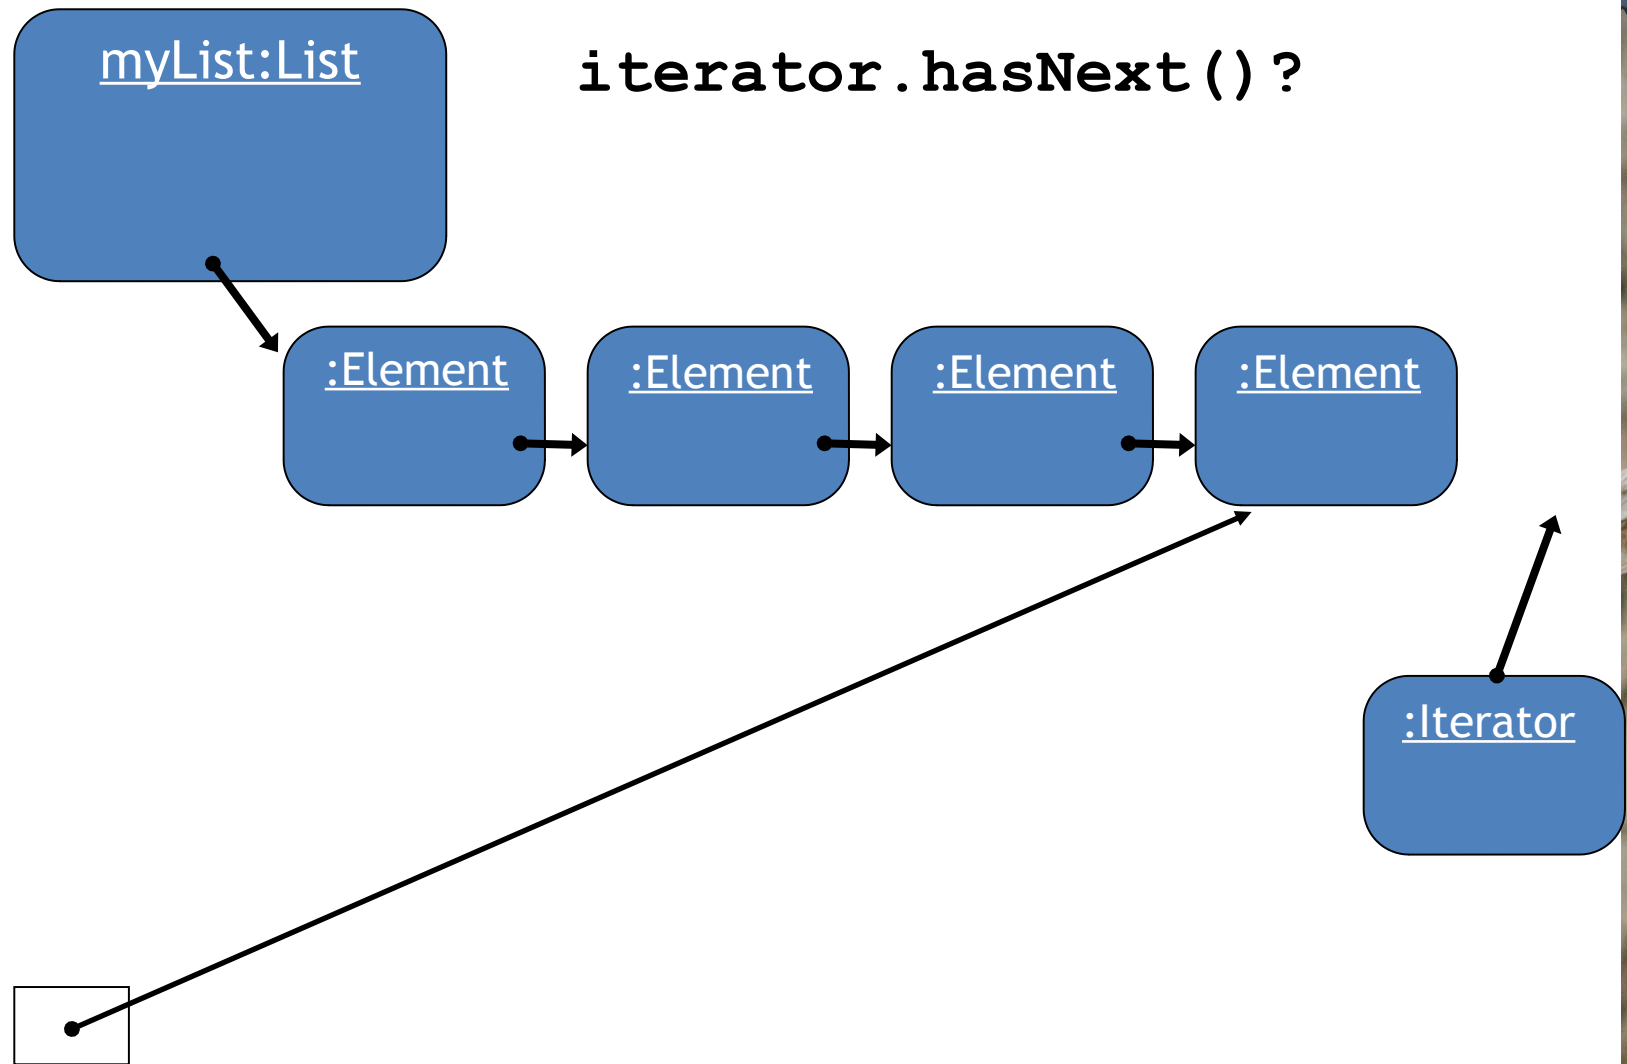 myList:List
iterator.hasNext()?
:Element
:Element
:Element
:Element
:Iterator